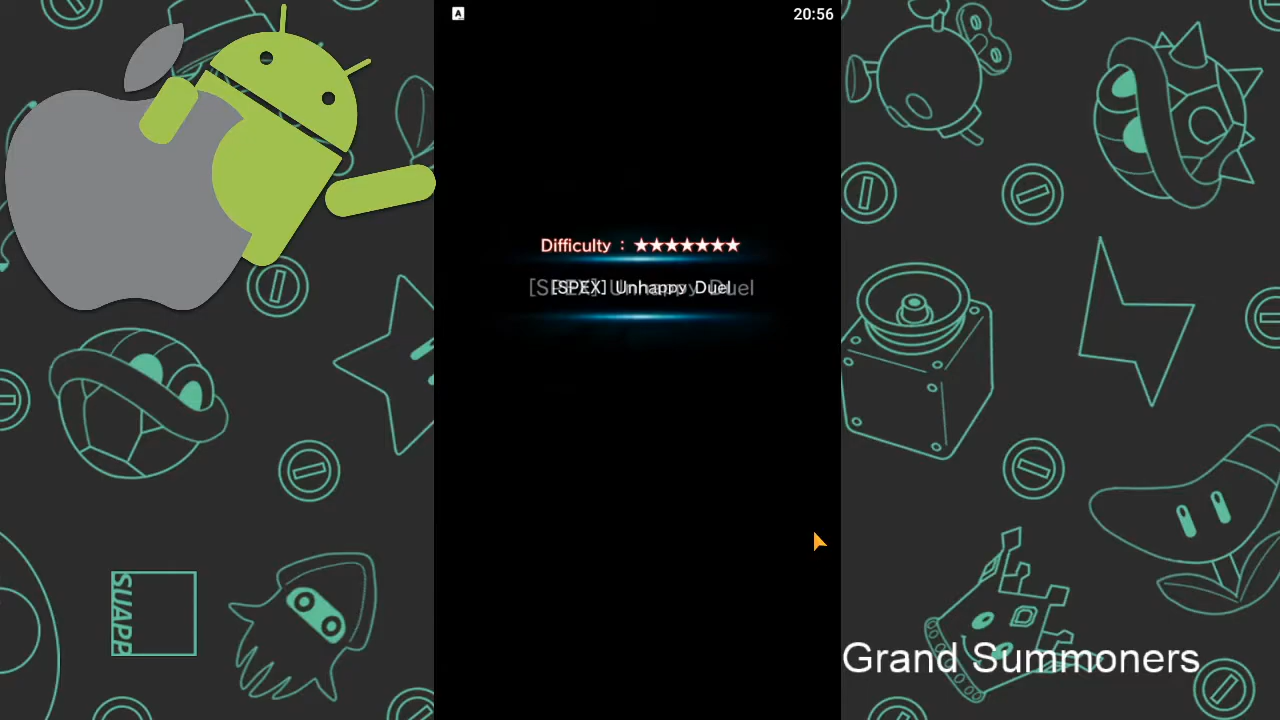 A
20:56
Difficulty : ★★★★★★★
[SPEX] Unhappy Duel
SUAPP
Grand Summoners